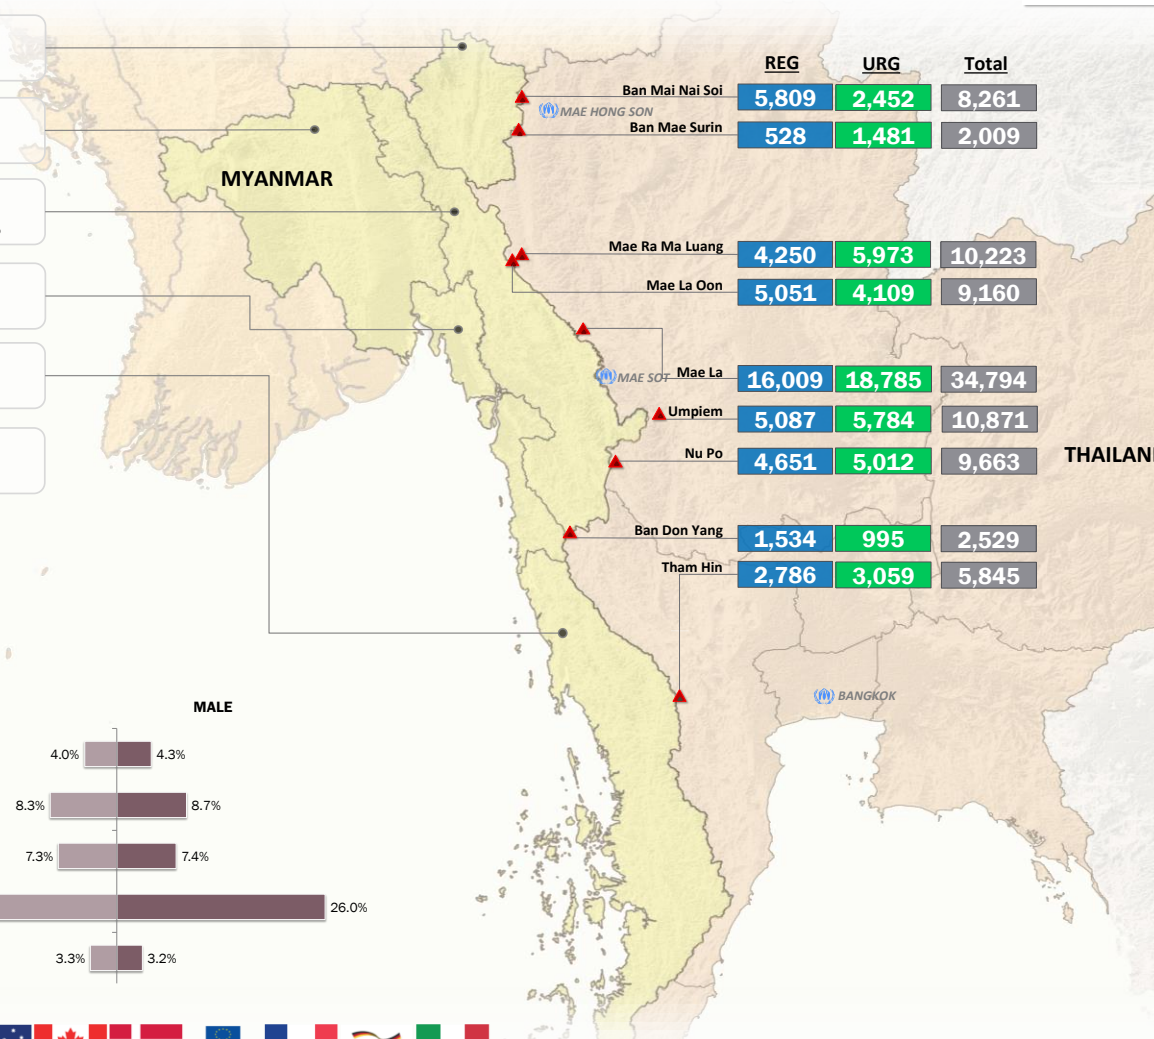 REG URG Total
Ban Mai Nai Soi 5,809 2,452 8,261
MAE HONG SON
Ban Mae Surin 528 1,481 2,009
MYANMAR
Mae Ra Ma Luang 4,250 5,973 10,223
Mae La Oon 5,051 4,109 9,160
Mae La 16,009 18,785 34,794
MAE SOT
Umpiem 5,087 5,784 10,871
Nu Po 4,651 5,012 9,663
THAILAN
Ban Don Yang 1,534 995 2,529
Tham Hin 2,786 3,059 5,845
BANGKOK
MALE
4.0% 4.3%
8.3% 8.7%
7.3% 7.4%
26.0%
3.3% 3.2%